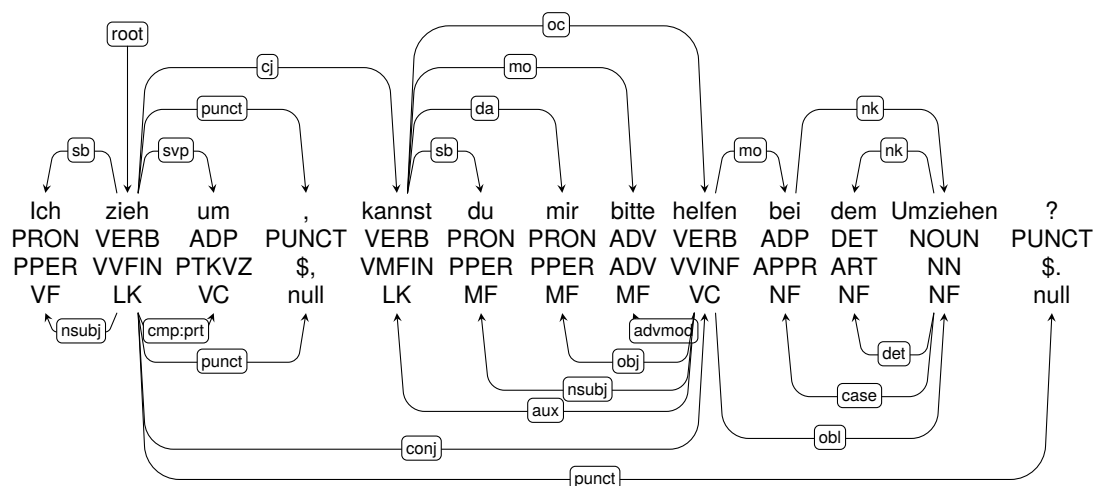 root
oc
cj
mo
punct
da
nk
sb
svp
sb
mo
nk
Ich zieh um , kannst du mir bitte helfen bei dem Umziehen ?
PRON VERB ADP PUNCT VERB PRON PRON ADV VERB ADP DET NOUN PUNCT
PPER VVFIN PTKVZ $, VMFIN PPER PPER ADV VVINF APPR ART NN $.
VF LK VC null LK MF MF MF VC NF NF NF null
nsubj
cmp:prt
advmod
punct
obj
det
nsubj
case
aux
obl
conj
punct